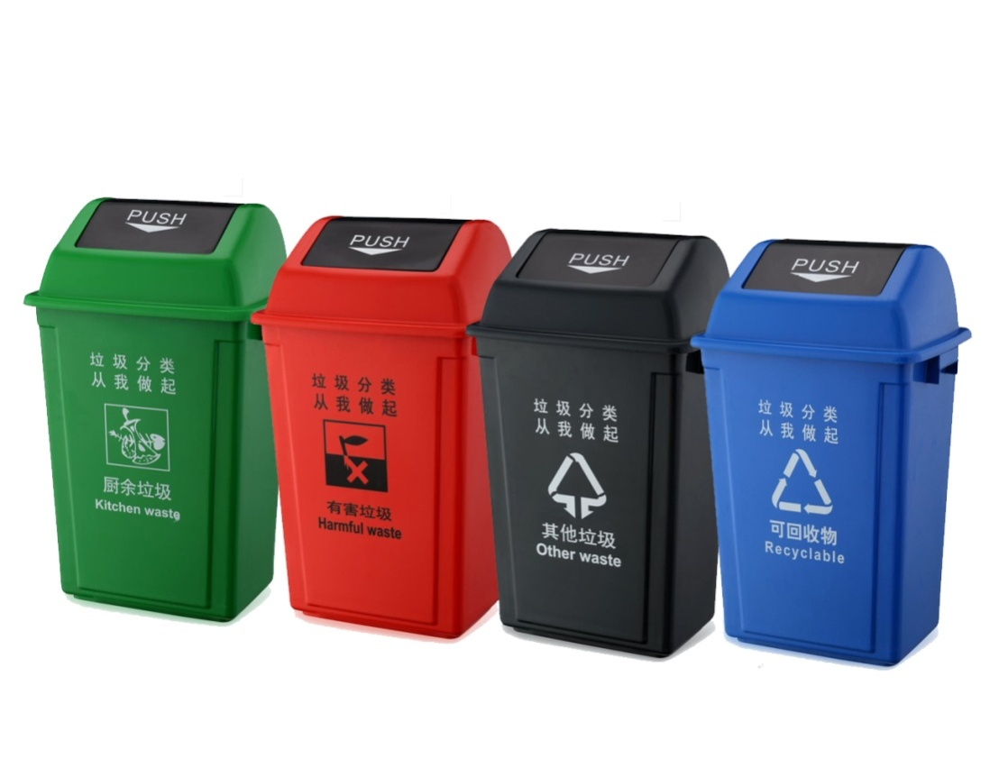 PUSH
垃圾分类
从我做起
厨余垃圾
Kitchen waste
PUSH
垃圾分类
从我做起
有害垃圾
Harmful waste
PUSH
垃圾分类
从我做起
其他垃圾
Other waste
PUSH
垃圾分类
从我做起
可回收物
Recyclable